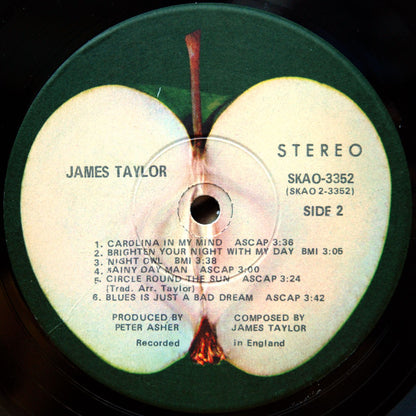 JAMES TAYLOR
STEREO
SKAO-3352
(SKAO 2-3352)
SIDE 2
1. CAROLINA IN MY MIND ASCAP 3:36
2. BRIGHTEN YOUR NIGHT WITH MY DAY BMI 3:05
3. NIGHT OWL BMI 3:38
4. RAINY DAY MAN ASCAP 3:00
5. CIRCLE ROUND THE SUN ASCAP 3:24
(Trad. Arr. Taylor)
6. BLUES IS JUST A BAD DREAM ASCAP 3:42
PRODUCED BY COMPOSED BY
PETER ASHER JAMES TAYLOR
Recorded in England